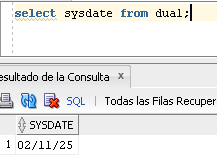 select sysdate from dual;
esultado de la Consulta x
SQL | Todas las Filas Recuper
SYSDATE
1 02/11/25